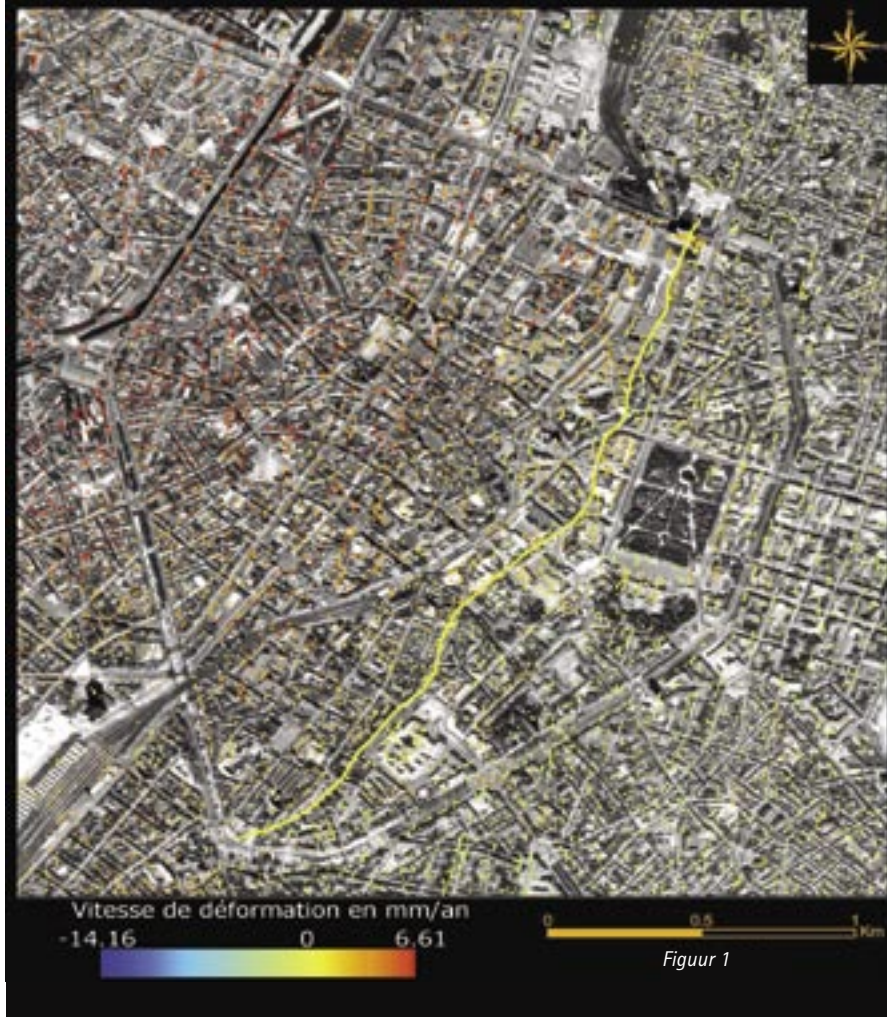 Vitesse de déformation en mm/an
-14.16 0 6.61
0 0.5 1
Km
Figuur 1